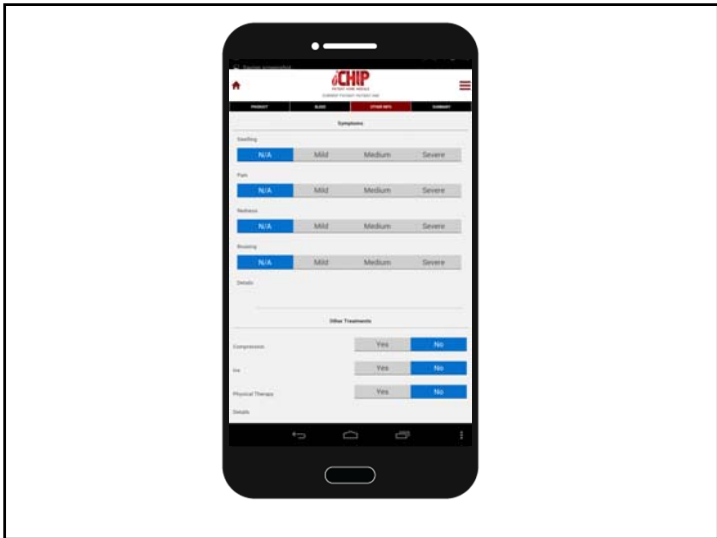 iCHIP
PRODUCT BLEED OTHER INFO SUMMARY
Symptoms
Swelling
N/A Mild Medium Severe
Pain
N/A Mild Medium Severe
Redness
N/A Mild Medium Severe
Bruising
N/A Mild Medium Severe
Details
Other Treatments
Compression Yes No
Ice Yes No
Physical Therapy Yes No
Details